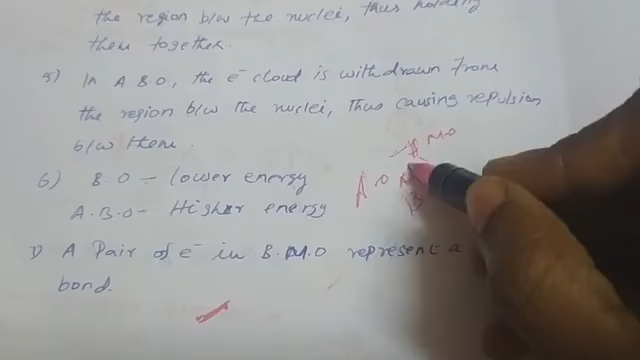 the region b/w the nuclei, thus holding
them together.
5) In A B.O, the e⁻ cloud is withdrawn from
the region b/w the nuclei, thus causing repulsion
b/w them.
6) B.O - Lower energy
A.B.O - Higher energy
A.O
M.O
B
7) A Pair of e⁻ in B.M.O represent a
bond.